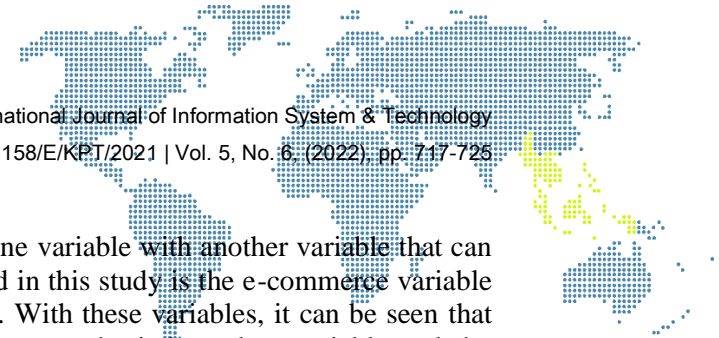 national Journal of Information System & Technology
158/E/KPT/2021 | Vol. 5, No. 6, (2022), pp. 717-725
ne variable with another variable that can
d in this study is the e-commerce variable
. With these variables, it can be seen that